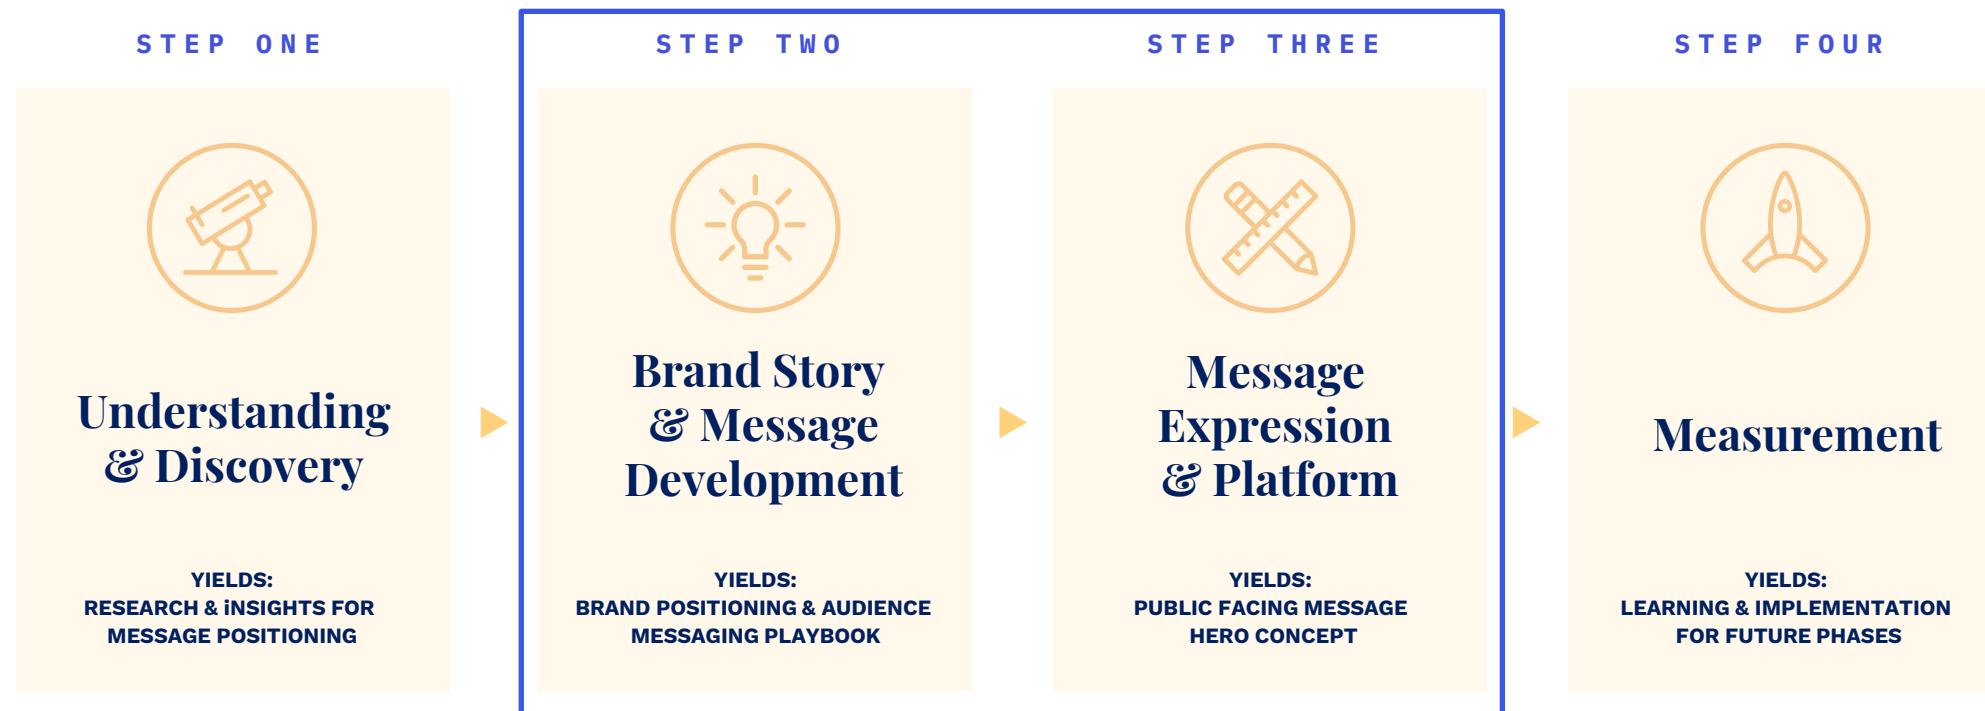 STEP ONE
Understanding
& Discovery
YIELDS:
RESEARCH & iNSIGHTS FOR
MESSAGE POSITIONING
STEP TWO
Brand Story
& Message
Development
YIELDS:
BRAND POSITIONING & AUDIENCE
MESSAGING PLAYBOOK
STEP THREE
Message
Expression
& Platform
YIELDS:
PUBLIC FACING MESSAGE
HERO CONCEPT
STEP FOUR
Measurement
YIELDS:
LEARNING & IMPLEMENTATION
FOR FUTURE PHASES